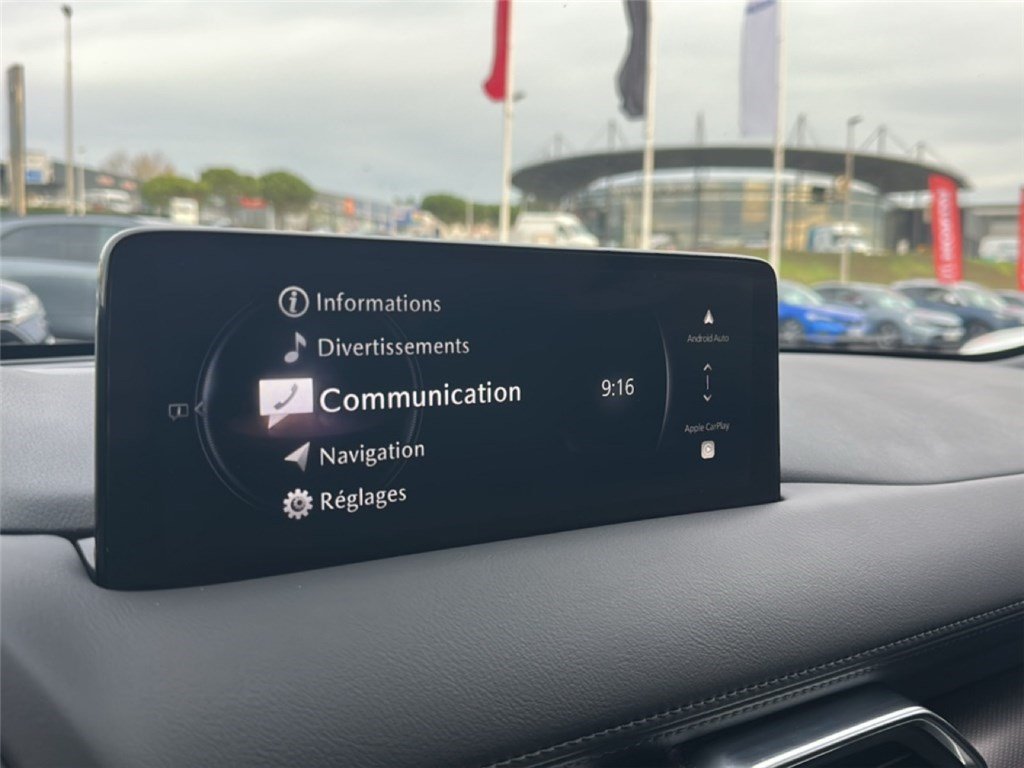 Informations
Divertissements
Communication
Navigation
Réglages
9:16
Android Auto
Apple CarPlay